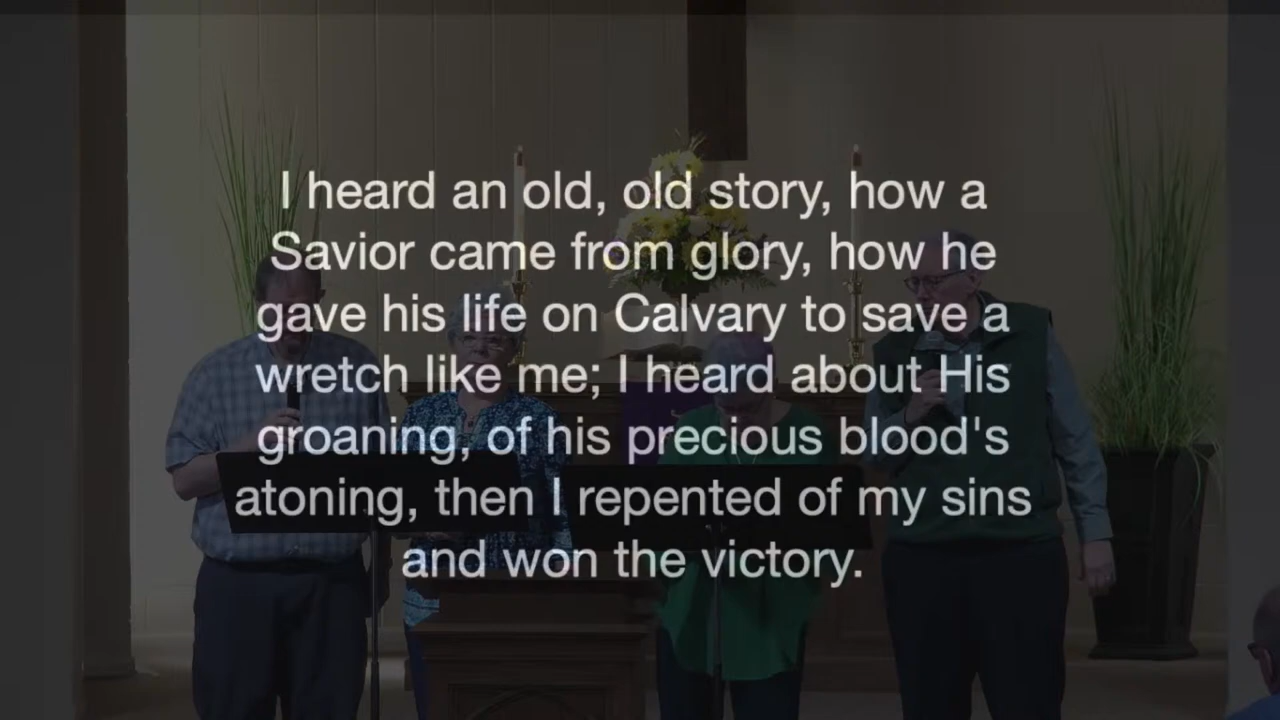 I heard an old, old story, how a
Savior came from glory, how he
gave his life on Calvary to save a
wretch like me; I heard about His
groaning, of his precious blood's
atoning, then I repented of my sins
and won the victory.